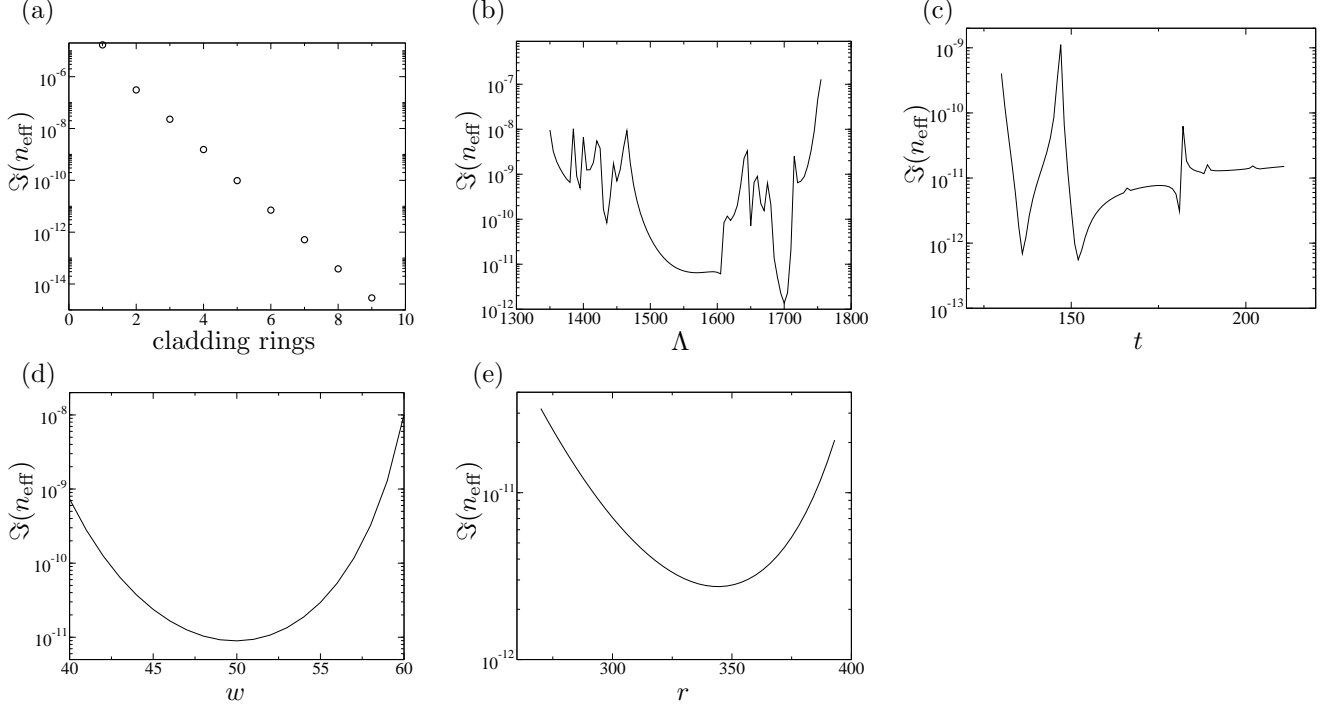 (a)
10^-6
10^-8
10^-10
10^-12
10^-14
ℑ(n_eff)
0 2 4 6 8 10
cladding rings
(b)
10^-7
10^-8
10^-9
10^-10
10^-11
10^-12
ℑ(n_eff)
1300 1400 1500 1600 1700 1800
Λ
(c)
10^-9
10^-10
10^-11
10^-12
10^-13
ℑ(n_eff)
150 200
t
(d)
10^-8
10^-9
10^-10
10^-11
ℑ(n_eff)
40 45 50 55 60
w
(e)
10^-11
10^-12
ℑ(n_eff)
300 350 400
r